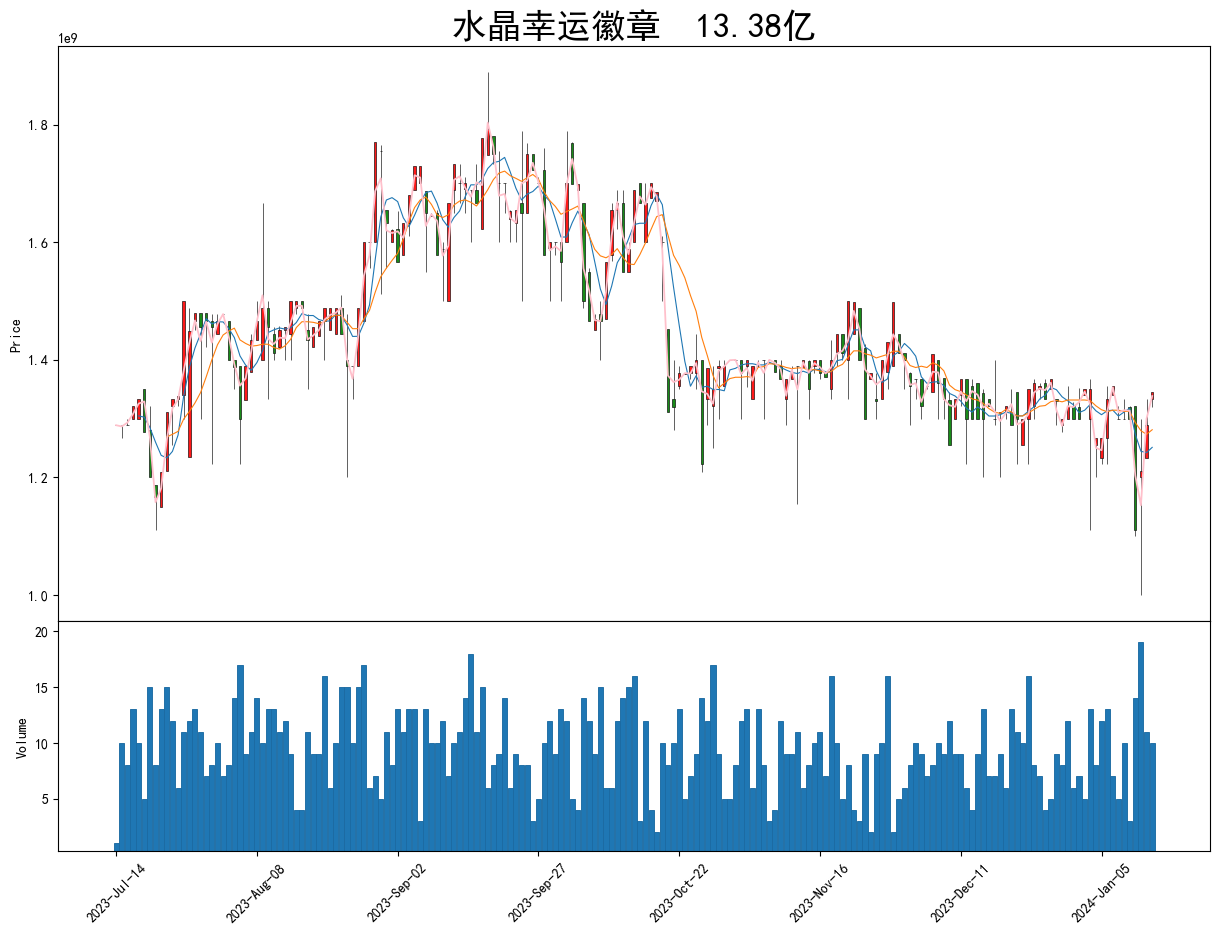 水晶幸运徽章 13.38亿
1e9
1.8
1.6
1.4
1.2
1.0
Price
20
15
10
5
Volume
2023-Jul-14
2023-Aug-08
2023-Sep-02
2023-Sep-27
2023-Oct-22
2023-Nov-16
2023-Dec-11
2024-Jan-05